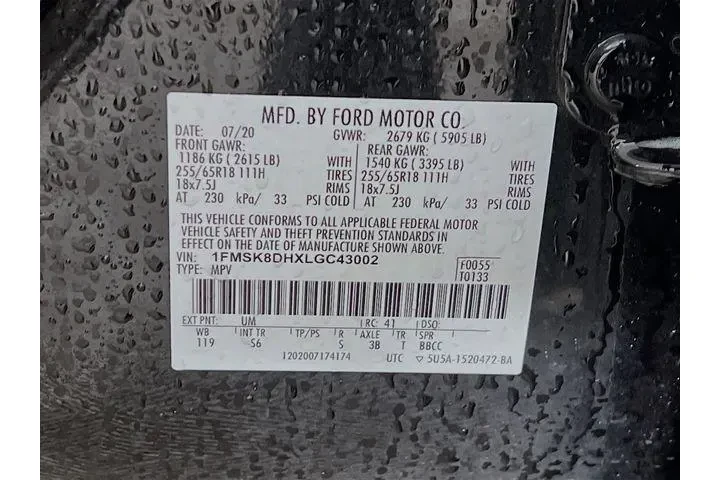 MFD. BY FORD MOTOR CO.
DATE: 07/20 GVWR: 2679 KG ( 5905 LB)
FRONT GAWR: REAR GAWR:
1186 KG ( 2615 LB) WITH 1540 KG ( 3395 LB) WITH
255/65R18 111H TIRES 255/65R18 111H TIRES
18x7.5J RIMS 18x7.5J RIMS
AT 230 kPa/ 33 PSI COLD AT 230 kPa/ 33 PSI COLD
THIS VEHICLE CONFORMS TO ALL APPLICABLE FEDERAL MOTOR
VEHICLE SAFETY AND THEFT PREVENTION STANDARDS IN
EFFECT ON THE DATE OF MANUFACTURE SHOWN ABOVE.
VIN: 1FMSK8DHXLGC43002 F0055
TYPE: MPV T0133
EXT PNT: UM RC: 41 DSO:
WB INT TR TP/PS R AXLE TR SPR
119 S6 S 3B T BBCC
1202007174174 UTC ▽ 5U5A-1520472-BA